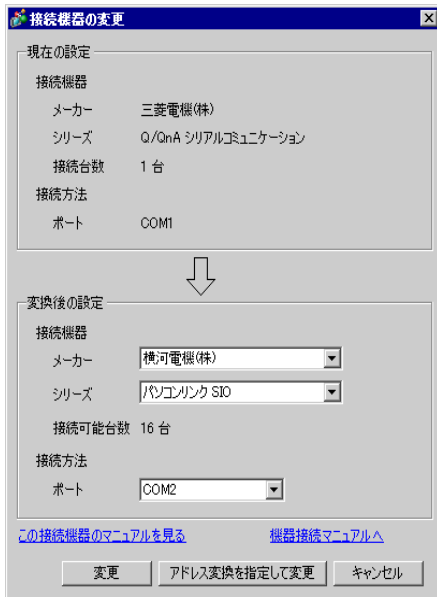 接続機器の変更
現在の設定
接続機器
メーカー 三菱電機(株)
シリーズ Q/QnA シリアルコミュニケーション
接続台数 1 台
接続方法
ポート COM1
変換後の設定
接続機器
メーカー 横河電機(株)
シリーズ パソコンリンク SIO
接続可能台数 16 台
接続方法
ポート COM2
この接続機器のマニュアルを見る 機器接続マニュアルへ
変更 アドレス変換を指定して変更 キャンセル